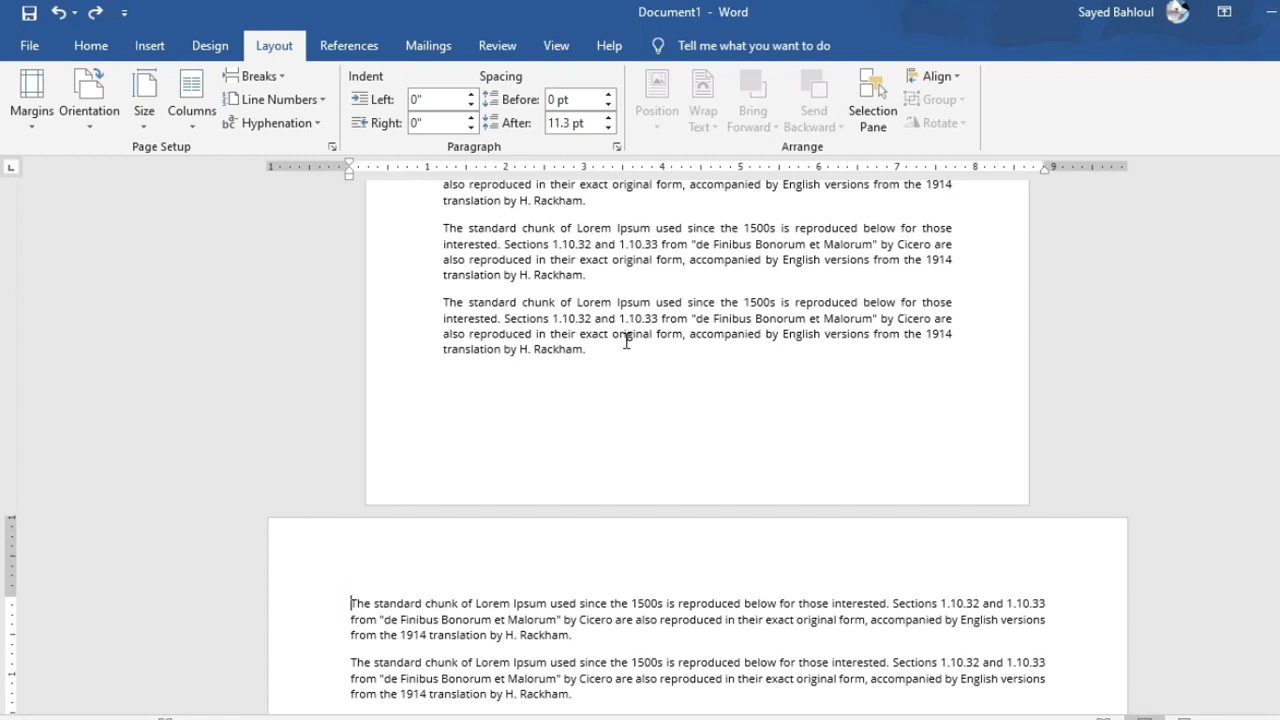 Document1 - Word
Sayed Bahloul
File Home Insert Design Layout References Mailings Review View Help Tell me what you want to do
Margins Orientation Size Columns
Breaks
Line Numbers
Hyphenation
Page Setup
Indent Spacing
Left: 0" Before: 0 pt
Right: 0" After: 11.3 pt
Paragraph
Position Wrap Text Bring Forward Send Backward Selection Pane
Align
Group
Rotate
Arrange
1 1 2 3 4 5 6 7 8 9
also reproduced in their exact original form, accompanied by English versions from the 1914
translation by H. Rackham.
The standard chunk of Lorem Ipsum used since the 1500s is reproduced below for those
interested. Sections 1.10.32 and 1.10.33 from "de Finibus Bonorum et Malorum" by Cicero are
also reproduced in their exact original form, accompanied by English versions from the 1914
translation by H. Rackham.
The standard chunk of Lorem Ipsum used since the 1500s is reproduced below for those
interested. Sections 1.10.32 and 1.10.33 from "de Finibus Bonorum et Malorum" by Cicero are
also reproduced in their exact original form, accompanied by English versions from the 1914
translation by H. Rackham.
The standard chunk of Lorem Ipsum used since the 1500s is reproduced below for those interested. Sections 1.10.32 and 1.10.33
from "de Finibus Bonorum et Malorum" by Cicero are also reproduced in their exact original form, accompanied by English versions
from the 1914 translation by H. Rackham.
The standard chunk of Lorem Ipsum used since the 1500s is reproduced below for those interested. Sections 1.10.32 and 1.10.33
from "de Finibus Bonorum et Malorum" by Cicero are also reproduced in their exact original form, accompanied by English versions
from the 1914 translation by H. Rackham.